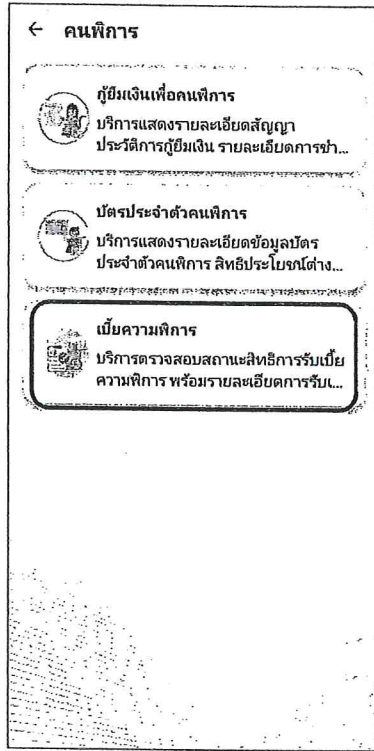 ← คนพิการ
กู้ยืมเงินเพื่อคนพิการ
บริการแสดงรายละเอียดสัญญา
ประวัติการกู้ยืมเงิน รายละเอียดการชำ...
บัตรประจำตัวคนพิการ
บริการแสดงรายละเอียดข้อมูลบัตร
ประจำตัวคนพิการ สิทธิประโยชน์ต่าง...
เบี้ยความพิการ
บริการตรวจสอบสถานะสิทธิการรับเบี้ย
ความพิการ พร้อมรายละเอียดการรับเ...